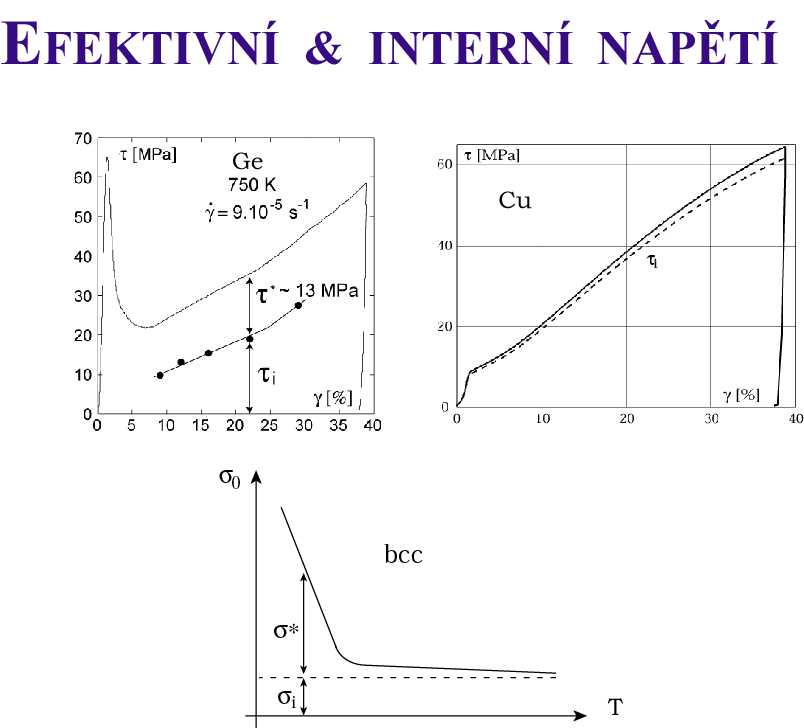 EFEKTIVNÍ & INTERNÍ NAPĚTÍ
70
60
50
40
30
20
10
0
τ [MPa]
Ge
750 K
γ̇ = 9.10⁻⁵ s⁻¹
τ* ~ 13 MPa
τi
γ [%]
0 5 10 15 20 25 30 35 40
60
40
20
0
τ [MPa]
Cu
τi
γ [%]
0 10 20 30 40
σ0
bcc
σ*
σi
T